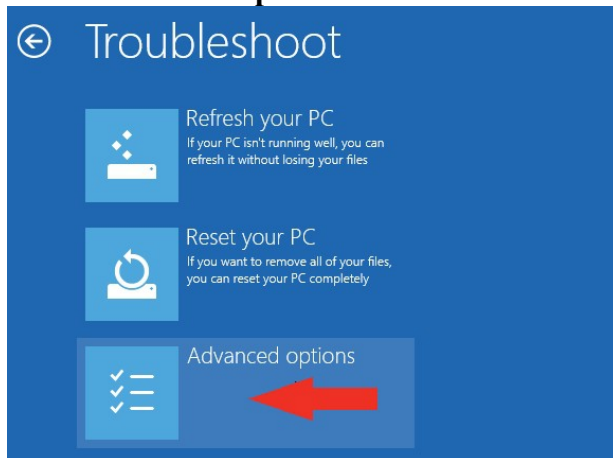 Troubleshoot
Refresh your PC
If your PC isn't running well, you can
refresh it without losing your files
Reset your PC
If you want to remove all of your files,
you can reset your PC completely
Advanced options